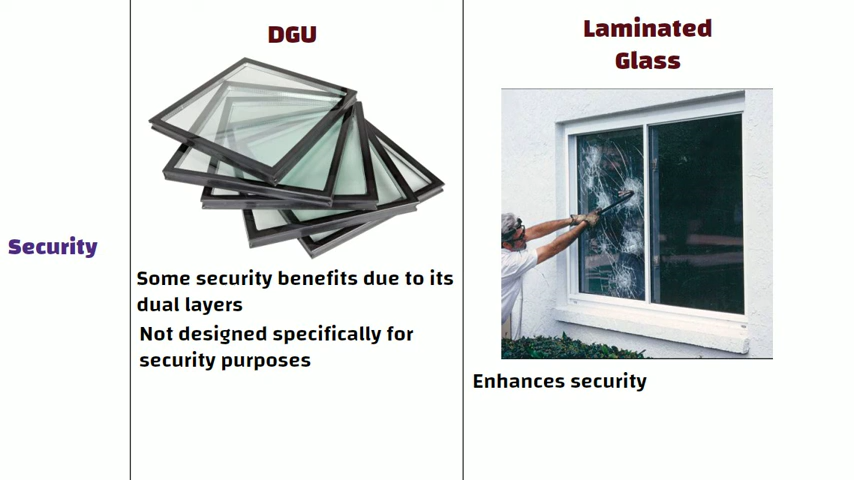 DGU
Laminated
Glass
Security
Some security benefits due to its
dual layers
Not designed specifically for
security purposes
Enhances security